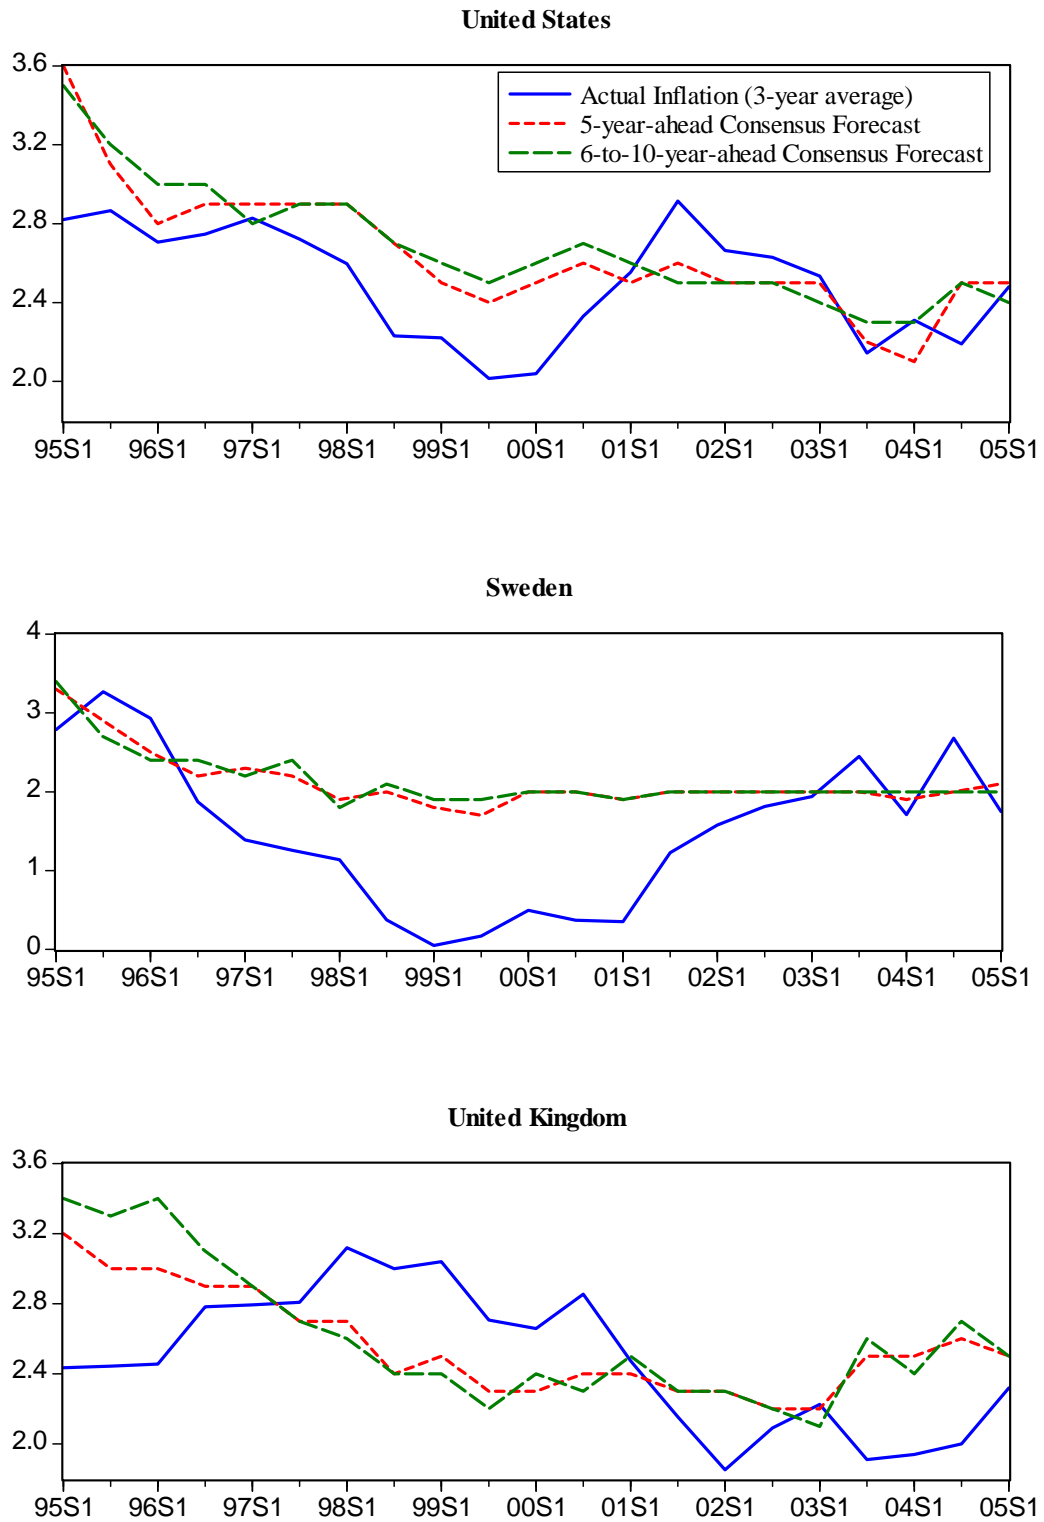 United States
3.6
3.2
2.8
2.4
2.0
Actual Inflation (3-year average)
5-year-ahead Consensus Forecast
6-to-10-year-ahead Consensus Forecast
95S1 96S1 97S1 98S1 99S1 00S1 01S1 02S1 03S1 04S1 05S1
Sweden
4
3
2
1
0
95S1 96S1 97S1 98S1 99S1 00S1 01S1 02S1 03S1 04S1 05S1
United Kingdom
3.6
3.2
2.8
2.4
2.0
95S1 96S1 97S1 98S1 99S1 00S1 01S1 02S1 03S1 04S1 05S1